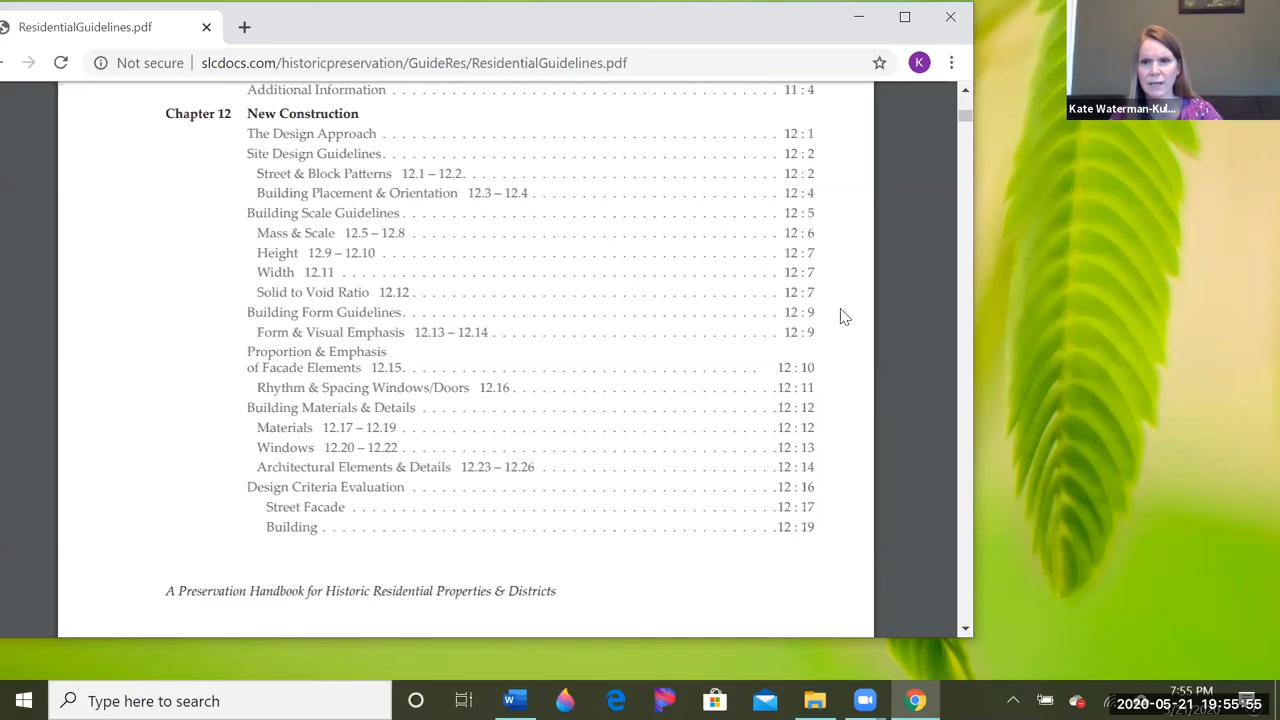 ResidentialGuidelines.pdf
Not secure slcdocs.com/historicpreservation/GuideRes/ResidentialGuidelines.pdf
K
Kate Waterman-Kul...
Additional Information . . . . 11 : 4
Chapter 12 New Construction
The Design Approach . . . . 12 : 1
Site Design Guidelines. . . . 12 : 2
Street & Block Patterns 12.1 – 12.2. . . . 12 : 2
Building Placement & Orientation 12.3 – 12.4 . . . . 12 : 4
Building Scale Guidelines . . . . 12 : 5
Mass & Scale 12.5 – 12.8 . . . . 12 : 6
Height 12.9 – 12.10 . . . . 12 : 7
Width 12.11 . . . . 12 : 7
Solid to Void Ratio 12.12 . . . . 12 : 7
Building Form Guidelines. . . . 12 : 9
Form & Visual Emphasis 12.13 – 12.14 . . . . 12 : 9
Proportion & Emphasis
of Facade Elements 12.15. . . . 12 : 10
Rhythm & Spacing Windows/Doors 12.16 . . . . 12 : 11
Building Materials & Details . . . . 12 : 12
Materials 12.17 – 12.19 . . . . 12 : 12
Windows 12.20 – 12.22 . . . . 12 : 13
Architectural Elements & Details 12.23 – 12.26 . . . . 12 : 14
Design Criteria Evaluation . . . . 12 : 16
Street Facade . . . . 12 : 17
Building . . . . 12 : 19
A Preservation Handbook for Historic Residential Properties & Districts
Type here to search
7:55 PM
2020-05-21 19:55:55